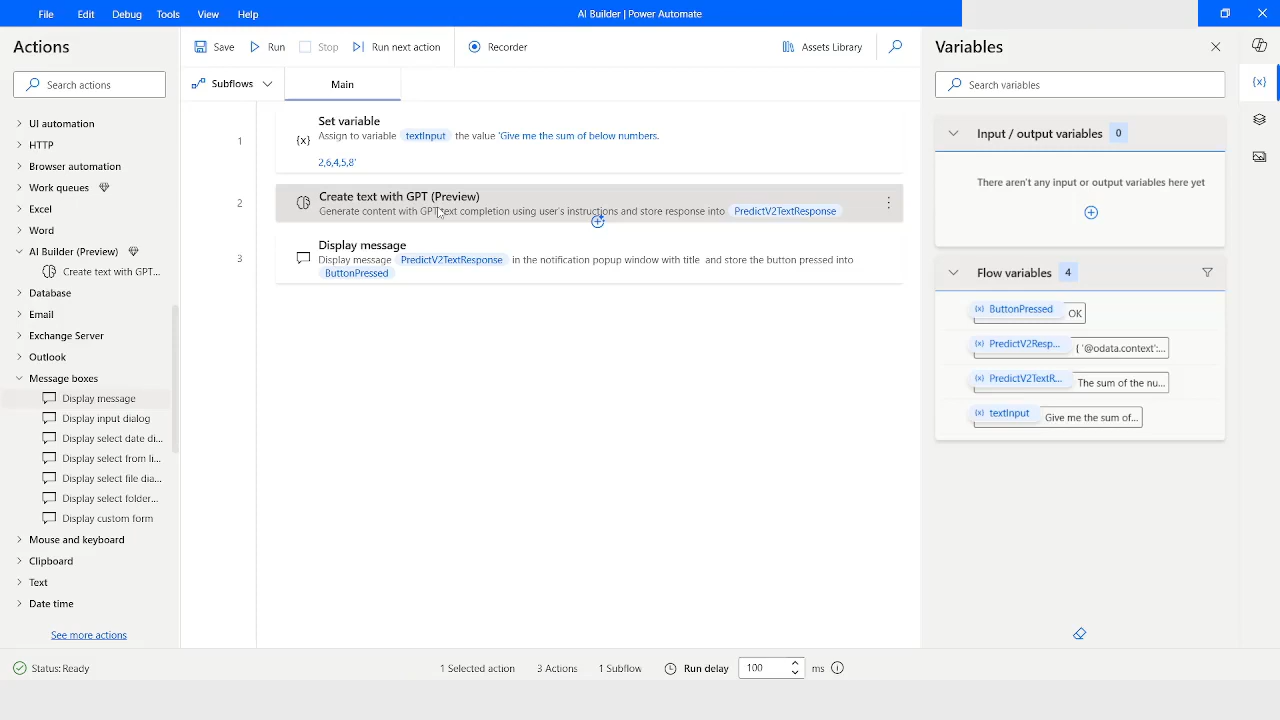 File Edit Debug Tools View Help
AI Builder | Power Automate
Actions
Search actions
UI automation
HTTP
Browser automation
Work queues
Excel
Word
AI Builder (Preview)
Create text with GPT...
Database
Email
Exchange Server
Outlook
Message boxes
Display message
Display input dialog
Display select date di...
Display select from li...
Display select file dia...
Display select folder...
Display custom form
Mouse and keyboard
Clipboard
Text
Date time
See more actions
Save Run Stop Run next action Recorder Assets Library
Subflows Main
1
Set variable
{x} Assign to variable textInput the value 'Give me the sum of below numbers.
2,6,4,5,8'
2
Create text with GPT (Preview)
Generate content with GPT text completion using user's instructions and store response into PredictV2TextResponse
3
Display message
Display message PredictV2TextResponse in the notification popup window with title and store the button pressed into
ButtonPressed
Variables
Search variables
{x}
Input / output variables 0
There aren't any input or output variables here yet
Flow variables 4
(x) ButtonPressed OK
(x) PredictV2Resp... { '@odata.context':...
(x) PredictV2TextR... The sum of the nu...
(x) textInput Give me the sum of...
Status: Ready 1 Selected action 3 Actions 1 Subflow Run delay 100 ms